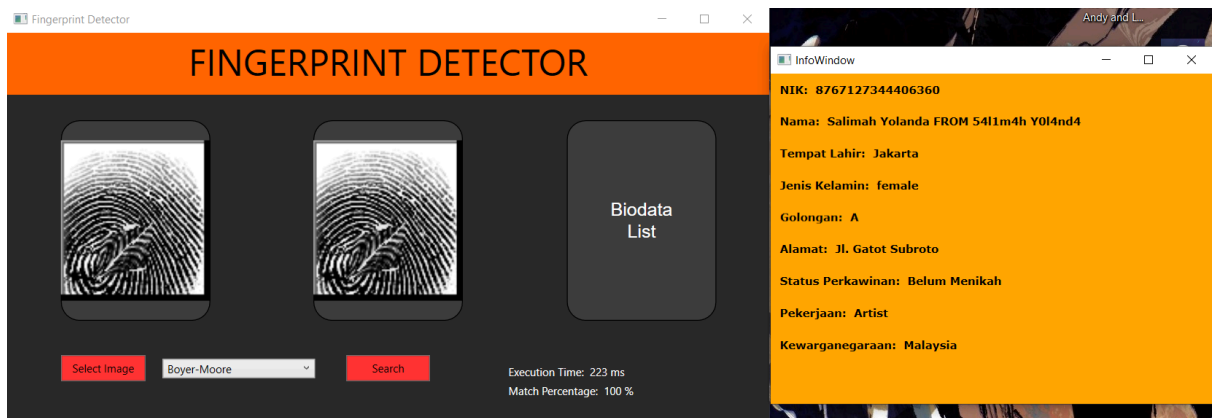 Fingerprint Detector
FINGERPRINT DETECTOR
Biodata
List
Select Image
Boyer-Moore
Search
Execution Time: 223 ms
Match Percentage: 100 %
Andy and L...
InfoWindow
NIK: 8767127344406360
Nama: Salimah Yolanda FROM 54l1m4h Y0l4nd4
Tempat Lahir: Jakarta
Jenis Kelamin: female
Golongan: A
Alamat: Jl. Gatot Subroto
Status Perkawinan: Belum Menikah
Pekerjaan: Artist
Kewarganegaraan: Malaysia